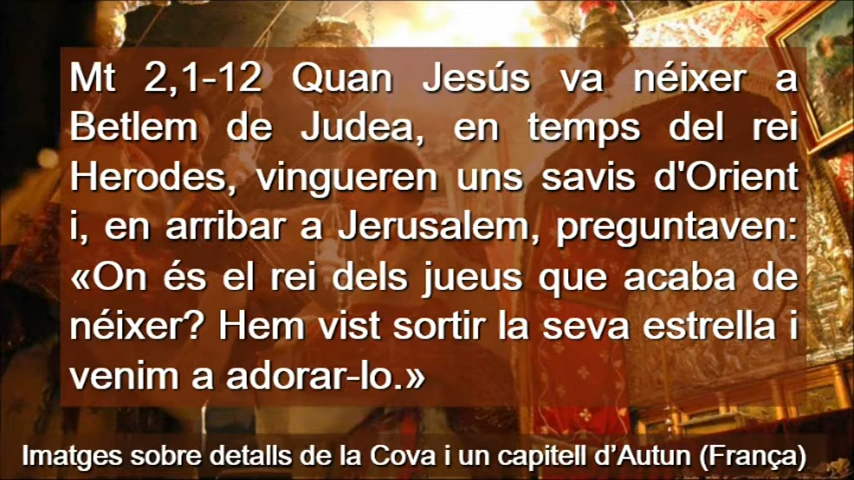 Mt 2,1-12 Quan Jesús va néixer a
Betlem de Judea, en temps del rei
Herodes, vingueren uns savis d'Orient
i, en arribar a Jerusalem, preguntaven:
«On és el rei dels jueus que acaba de
néixer? Hem vist sortir la seva estrella i
venim a adorar-lo.»
Imatges sobre detalls de la Cova i un capitell d’Autun (França)